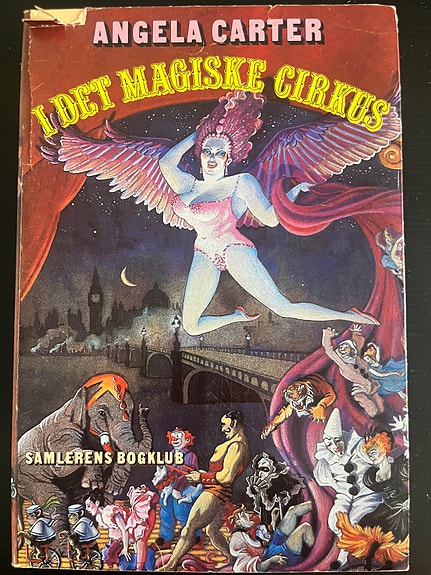 ANGELA CARTER
I DET MAGISKE CIRKUS
SAMLERENS BOGKLUB